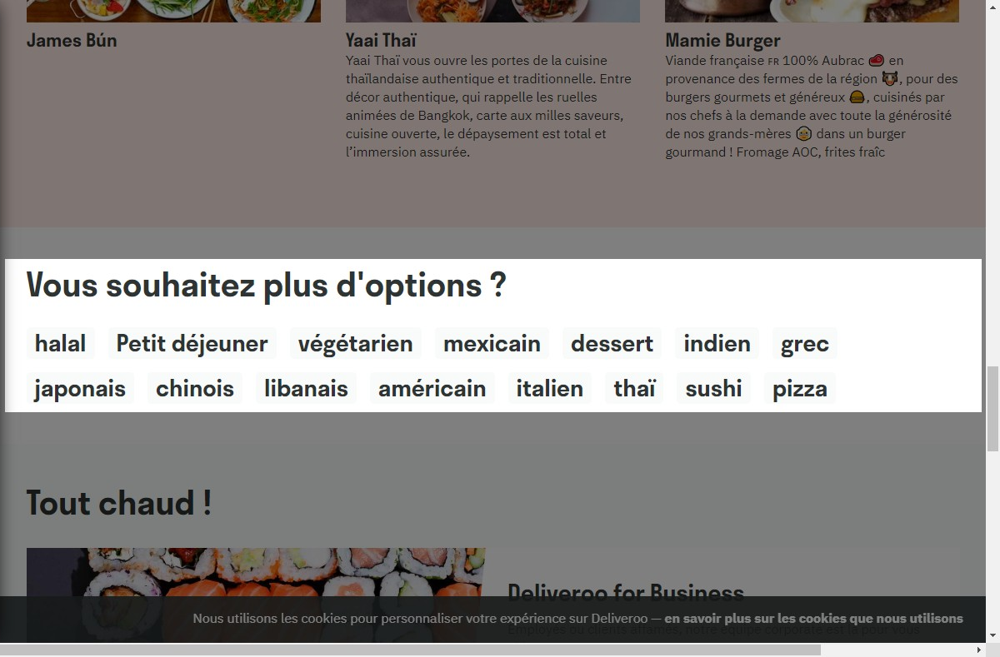 James Bún
Yaai Thaï
Yaai Thaï vous ouvre les portes de la cuisine
thaïlandaise authentique et traditionnelle. Entre
décor authentique, qui rappelle les ruelles
animées de Bangkok, carte aux milles saveurs,
cuisine ouverte, le dépaysement est total et
l’immersion assurée.
Mamie Burger
Viande française FR 100% Aubrac 🥩 en
provenance des fermes de la région 🐮, pour des
burgers gourmets et généreux 🍔, cuisinés par
nos chefs à la demande avec toute la générosité
de nos grands-mères 👵 dans un burger
gourmand ! Fromage AOC, frites fraîc
Vous souhaitez plus d'options ?
halal Petit déjeuner végétarien mexicain dessert indien grec
japonais chinois libanais américain italien thaï sushi pizza
Tout chaud !
Deliveroo for Business
Nous utilisons les cookies pour personnaliser votre expérience sur Deliveroo — en savoir plus sur les cookies que nous utilisons